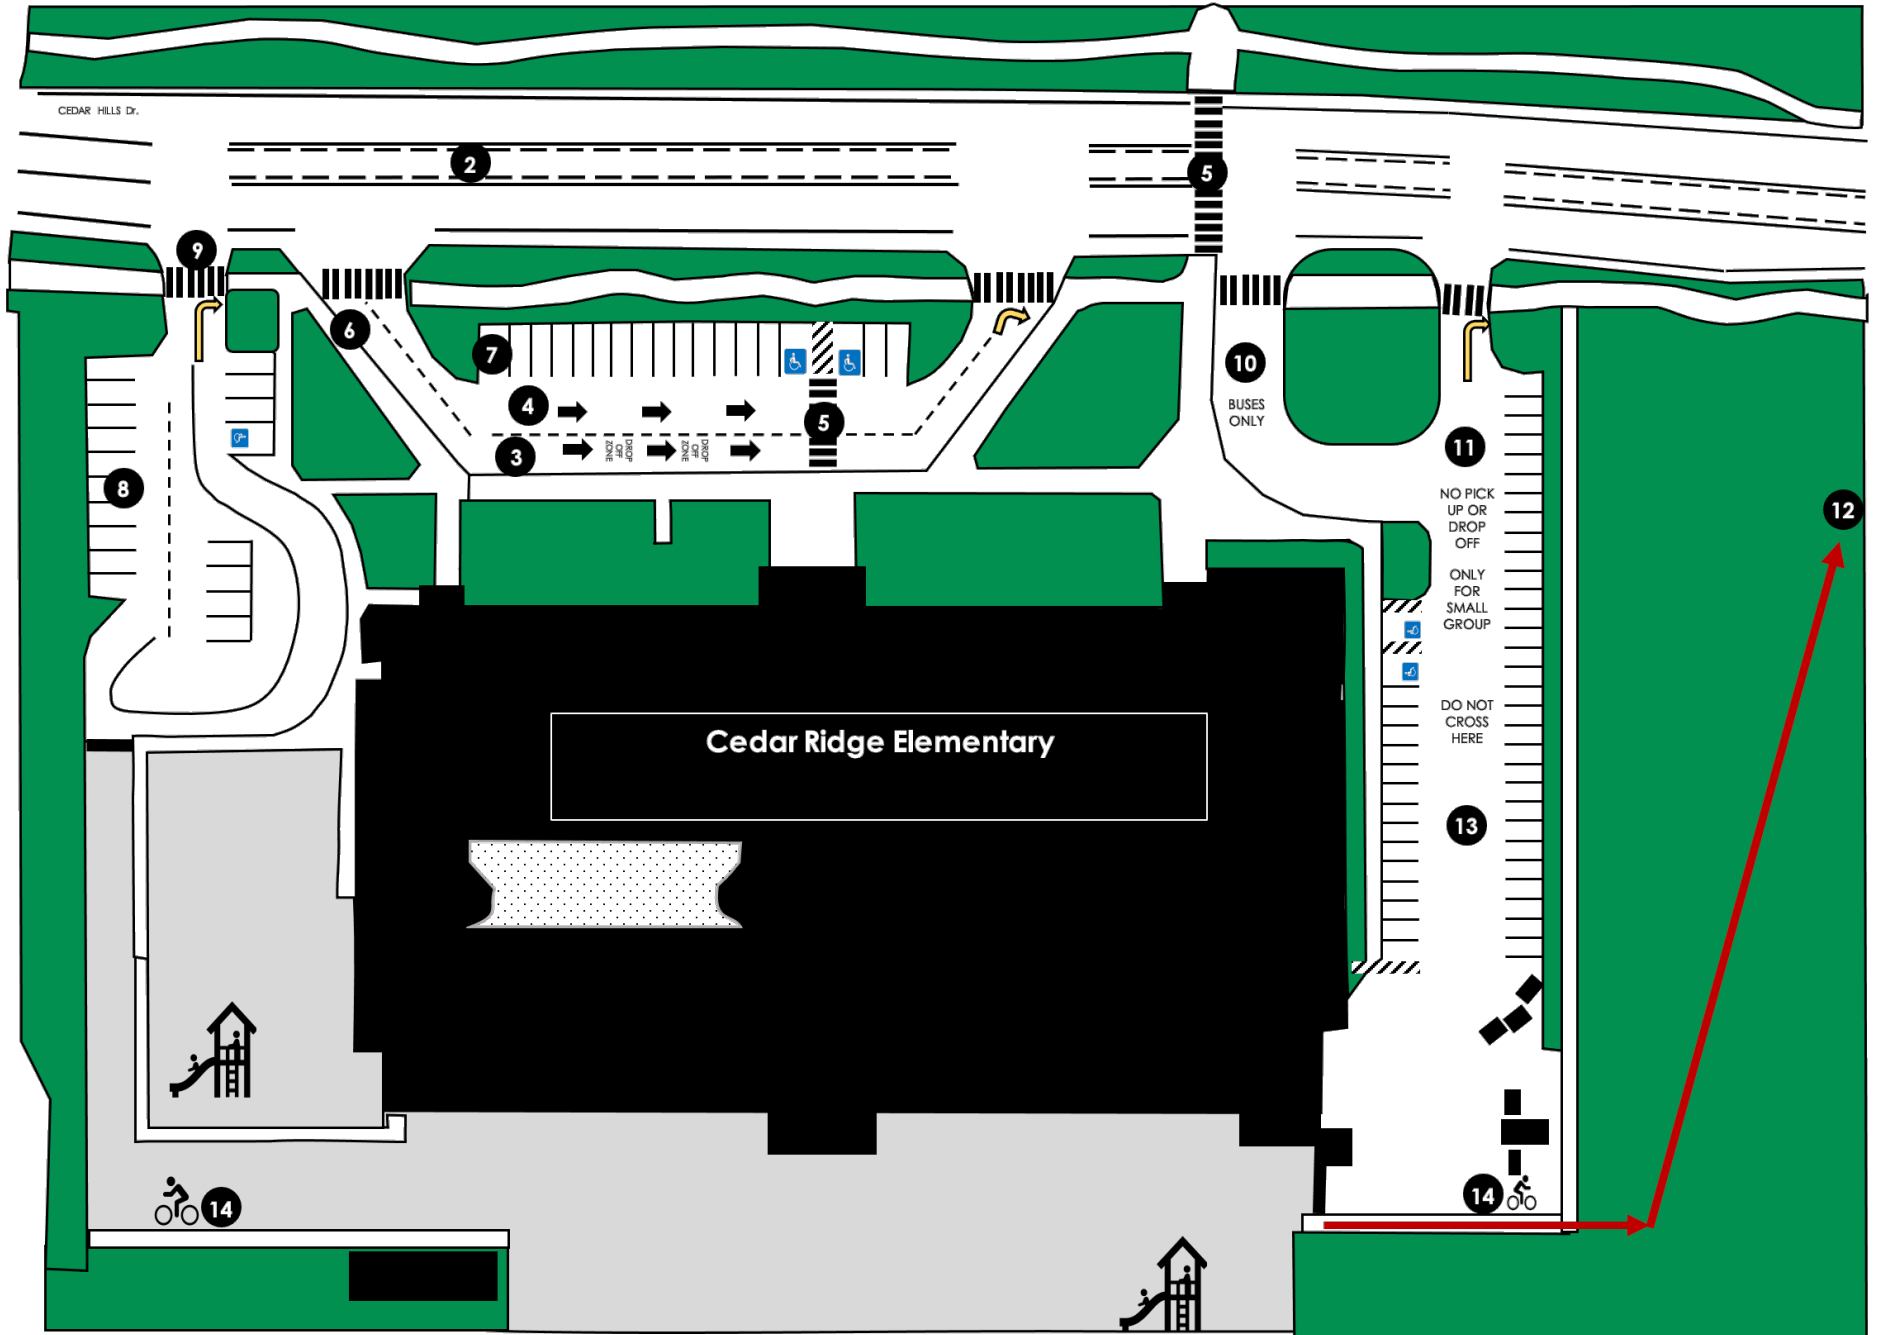 CEDAR HILLS Dr.
2
5
9
6
7
10
BUSES
ONLY
4
5
3
DROP
OFF
ZONE
DROP
OFF
ZONE
11
8
NO PICK
UP OR
DROP
OFF
12
ONLY
FOR
SMALL
GROUP
DO NOT
CROSS
HERE
Cedar Ridge Elementary
13
14
14